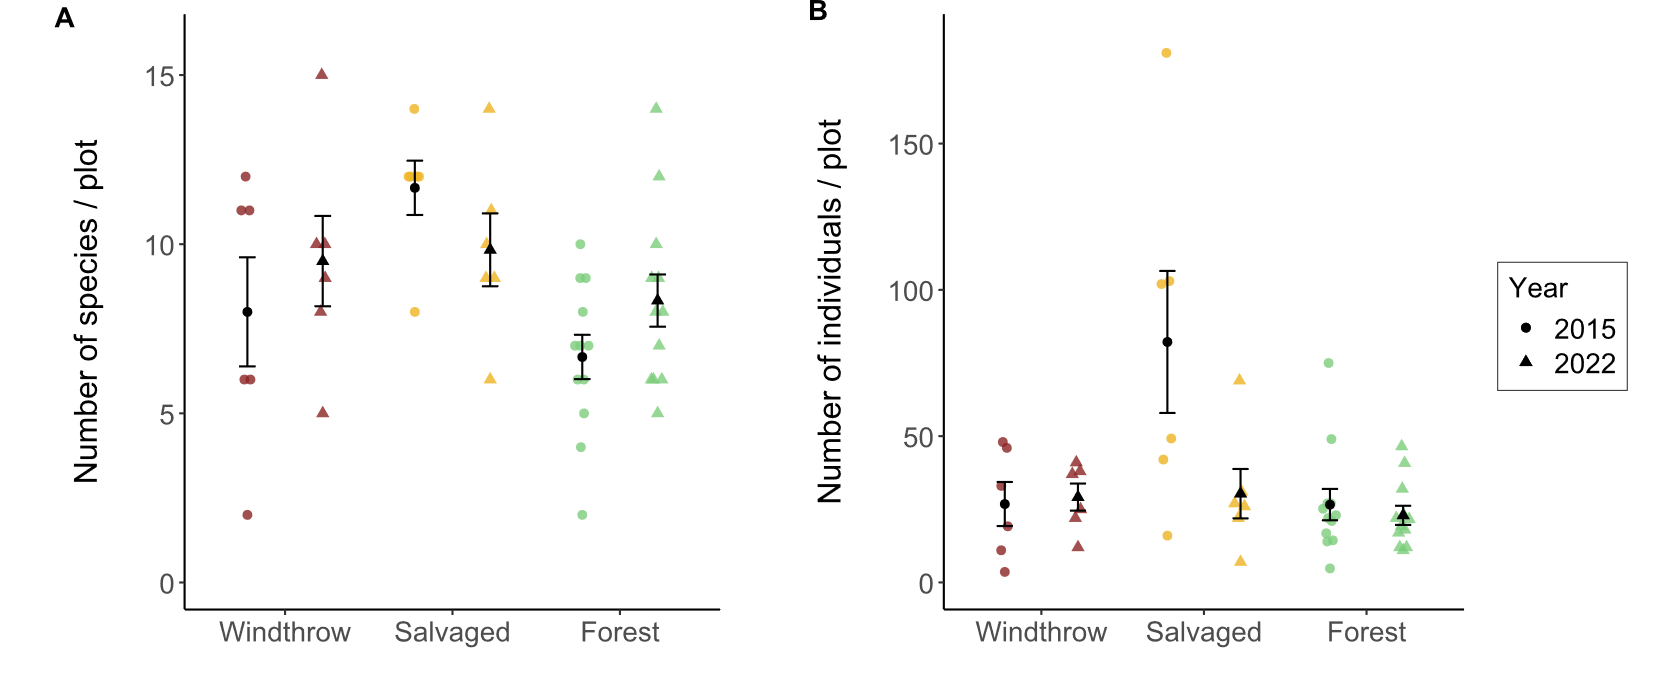 A
Number of species / plot
15
10
5
0
Windthrow Salvaged Forest
B
Number of individuals / plot
150
100
50
0
Windthrow Salvaged Forest
Year
2015
2022